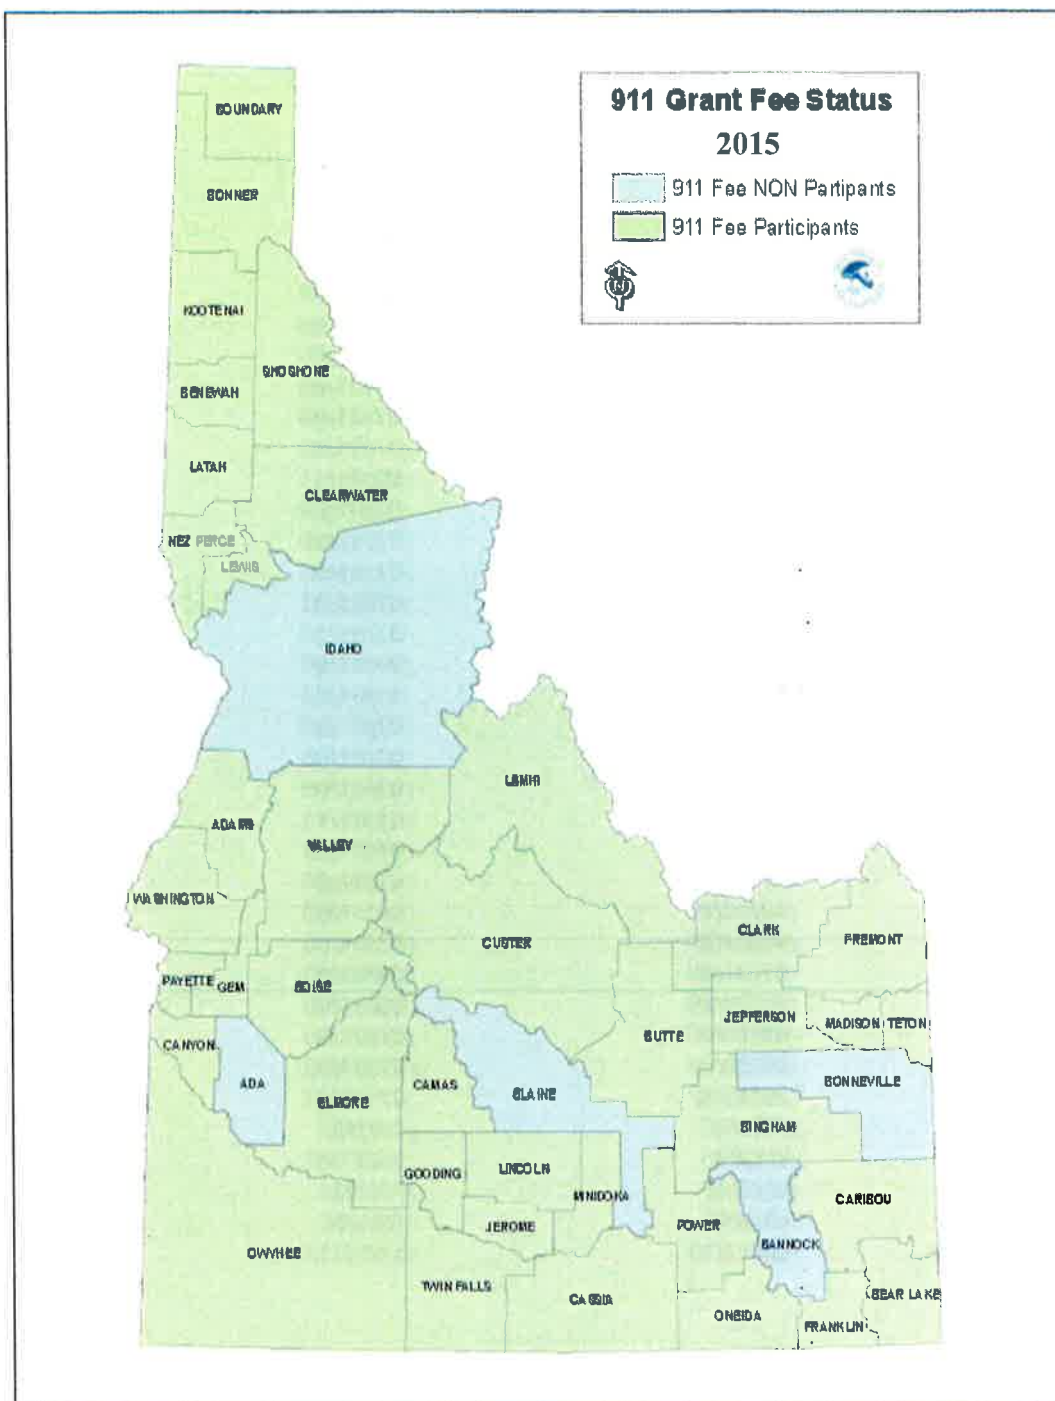 911 Grant Fee Status
2015
911 Fee NON Partipants
911 Fee Participants
BOUNDARY
BONNER
KOOTENAI
SHOSHONE
BENEWAH
LATAH
CLEARWATER
NEZ PERCE
LEWIS
IDAHO
LEMHI
ADAMS
VALLEY
WASHINGTON
CUSTER
CLARK
FREMONT
PAYETTE
GEM
BOISE
JEFFERSON
MADISON
TETON
BUTTE
CANYON
ADA
ELMORE
CAMAS
BLAINE
BONNEVILLE
BINGHAM
GOODING
LINCOLN
MINIDOKA
CARIBOU
JEROME
POWER
BANNOCK
OWYHEE
TWIN FALLS
CASSIA
ONEIDA
FRANKLIN
BEAR LAKE